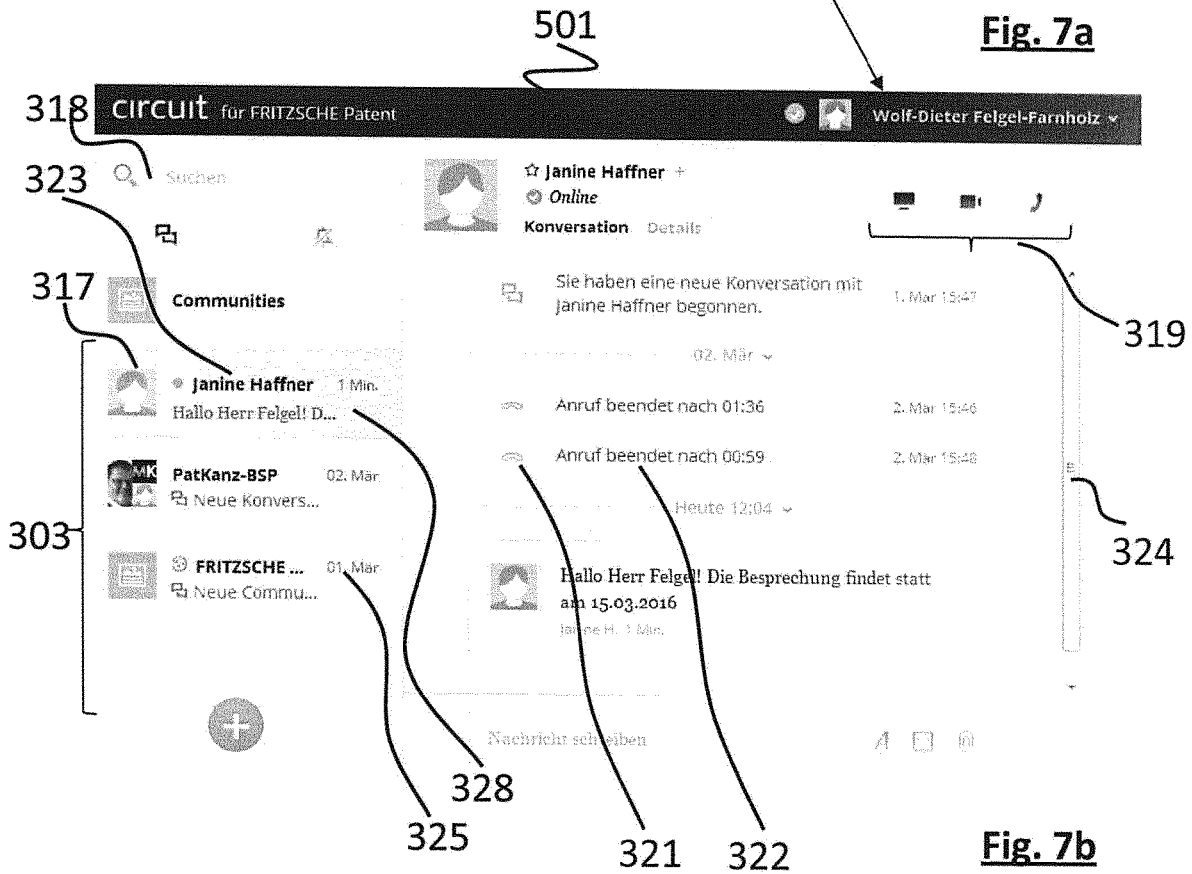 Fig. 7a
501
circuit für FRITZSCHE Patent
Wolf-Dieter Felgel-Farnholz
318
Suchen
323
Janine Haffner +
Online
Konversation Details
317
Communities
Sie haben eine neue Konversation mit
Janine Haffner begonnen.
1. Mär 15:47
319
02. Mär
Janine Haffner 1 Min.
Hallo Herr Felgel! D...
Anruf beendet nach 01:36
2. Mär 15:46
PatKanz-BSP 02. Mär
Neue Konvers...
MK
Anruf beendet nach 00:59
2. Mär 15:48
303
Heute 12:04
324
FRITZSCHE ... 01. Mär
Neue Commu...
Hallo Herr Felgel! Die Besprechung findet statt
am 15.03.2016
Janine H. 1 Min.
Nachricht schreiben
A
328
325
321
322
Fig. 7b